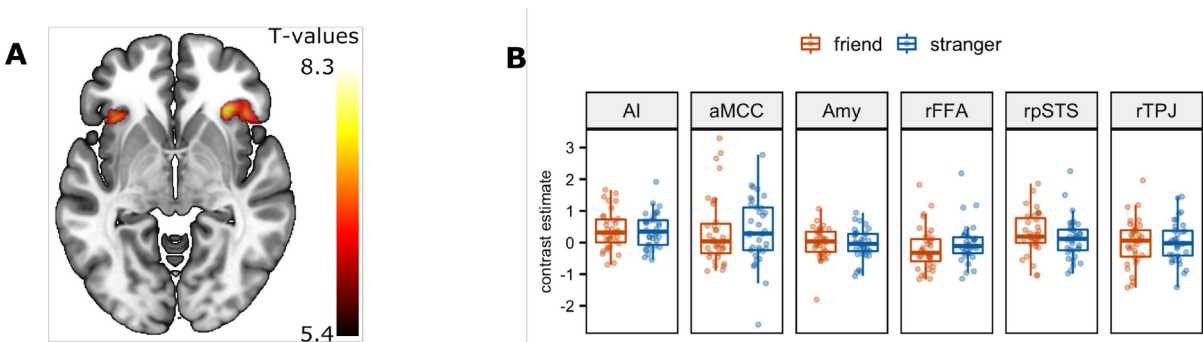 A
T-values
8.3
5.4
B
friend stranger
AI aMCC Amy rFFA rpSTS rTPJ
contrast estimate
3
2
1
0
-1
-2